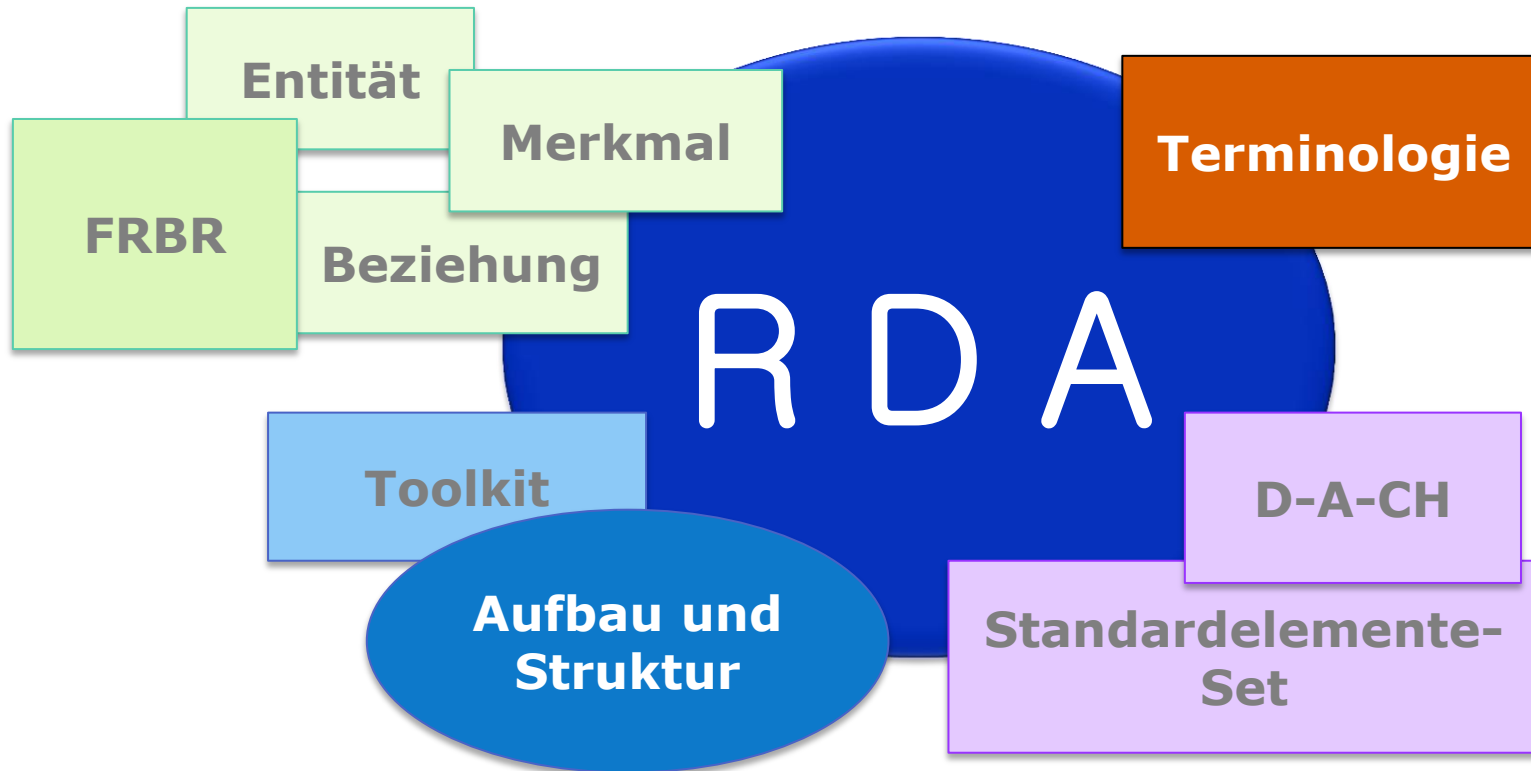 Entität
Merkmal
FRBR
Beziehung
Terminologie
R D A
Toolkit
D-A-CH
Aufbau und
Struktur
Standardelemente-
Set